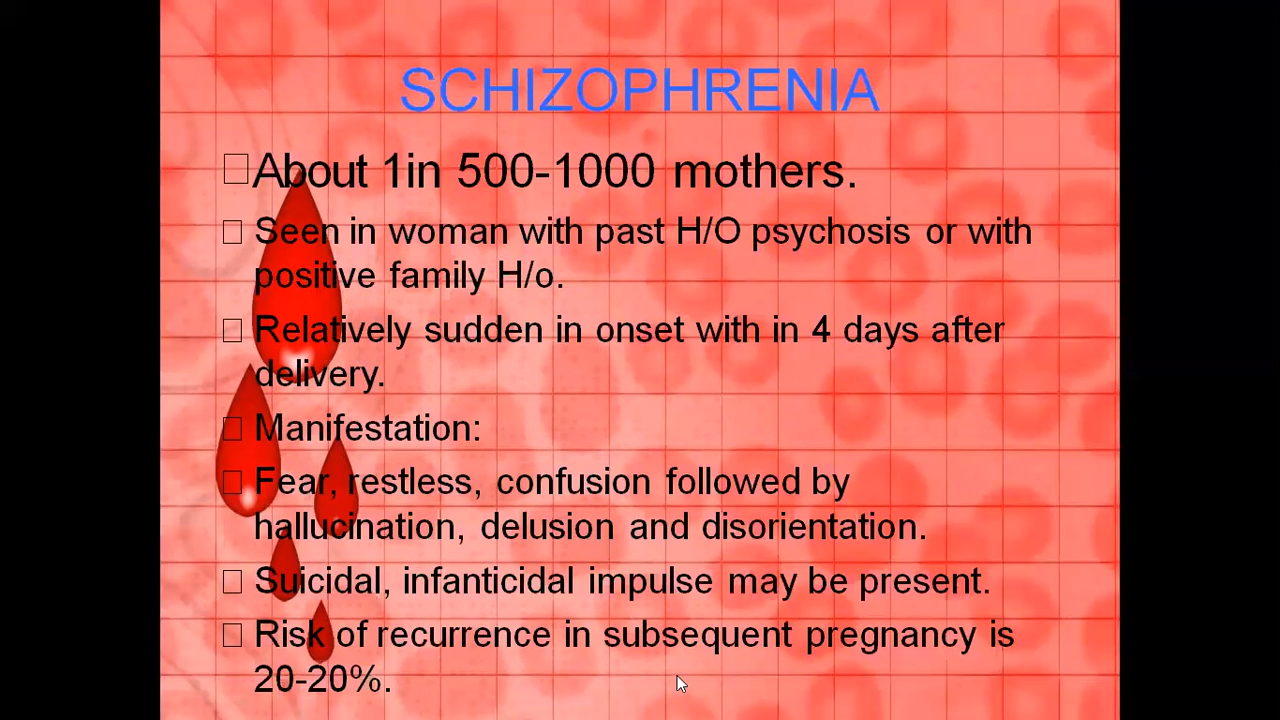 SCHIZOPHRENIA
About 1in 500-1000 mothers.
Seen in woman with past H/O psychosis or with
positive family H/o.
Relatively sudden in onset with in 4 days after
delivery.
Manifestation:
Fear, restless, confusion followed by
hallucination, delusion and disorientation.
Suicidal, infanticidal impulse may be present.
Risk of recurrence in subsequent pregnancy is
20-20%.